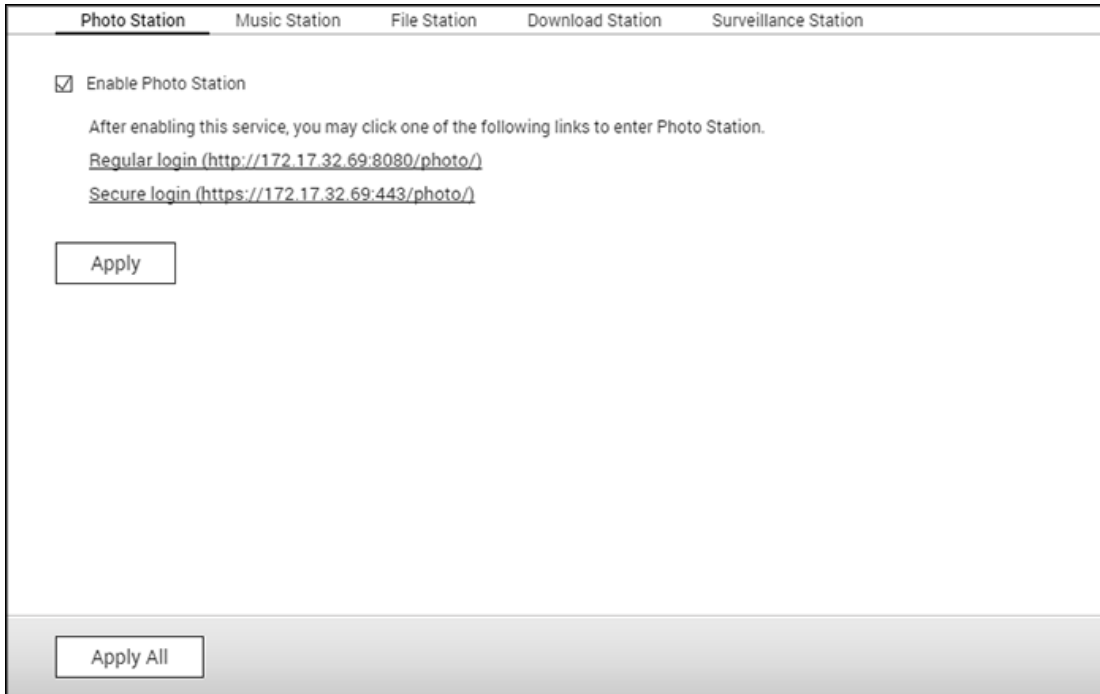 Photo Station Music Station File Station Download Station Surveillance Station
Enable Photo Station
After enabling this service, you may click one of the following links to enter Photo Station.
Regular login (http://172.17.32.69:8080/photo/)
Secure login (https://172.17.32.69:443/photo/)
Apply
Apply All